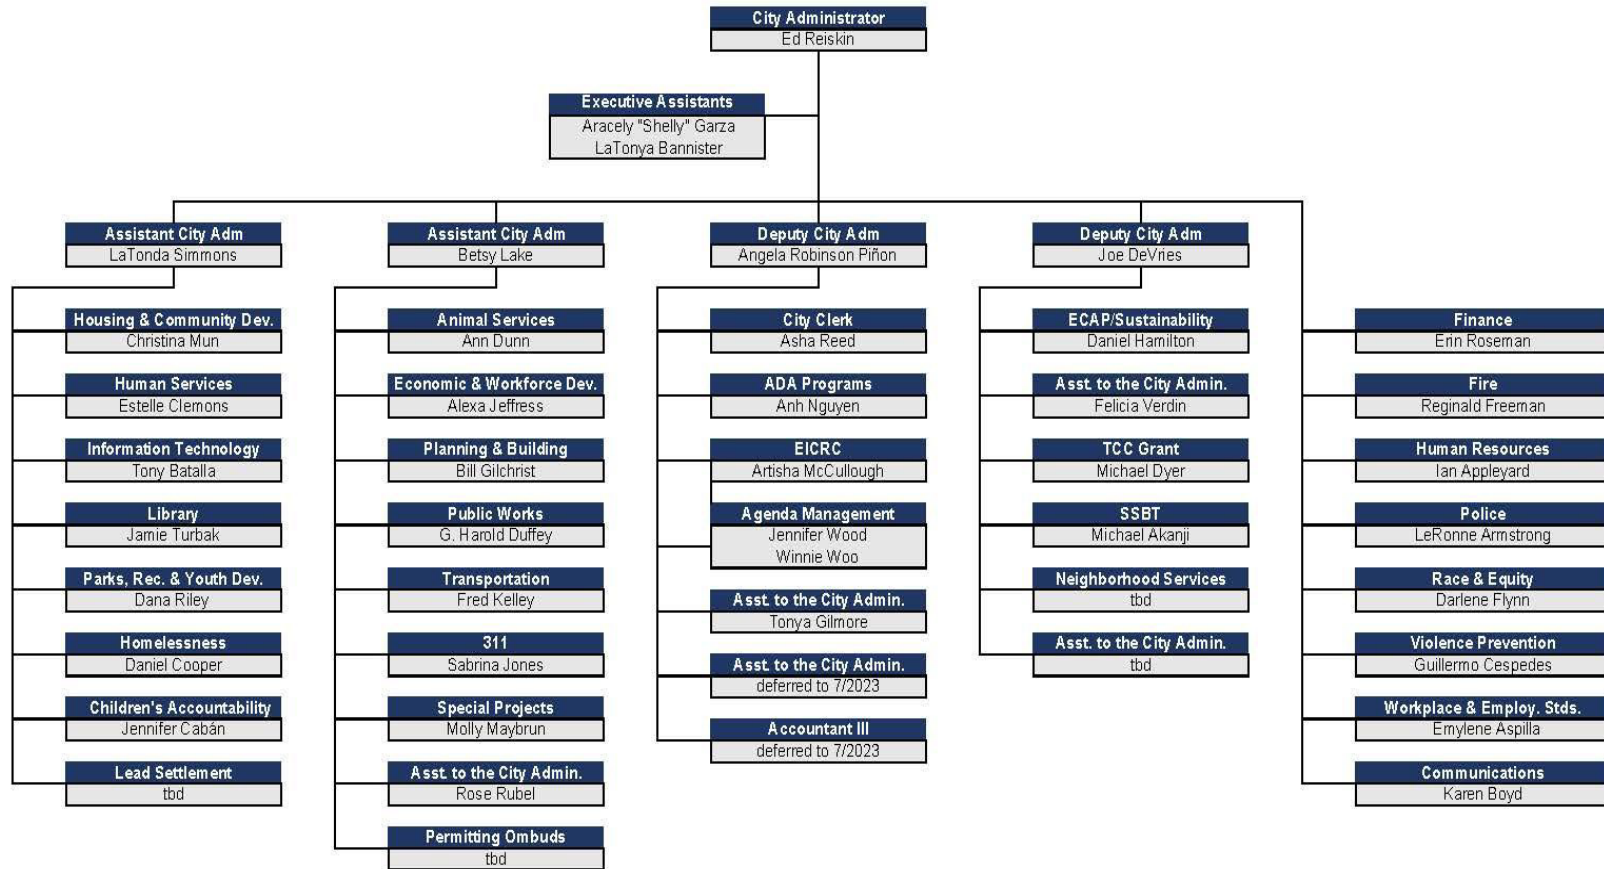 City Administrator
Ed Reiskin
Executive Assistants
Aracely "Shelly" Garza
LaTonya Bannister
Assistant City Adm
LaTonda Simmons
Housing & Community Dev.
Christina Mun
Human Services
Estelle Clemons
Information Technology
Tony Batalla
Library
Jamie Turbak
Parks, Rec. & Youth Dev.
Dana Riley
Homelessness
Daniel Cooper
Children's Accountability
Jennifer Cabán
Lead Settlement
tbd
Assistant City Adm
Betsy Lake
Animal Services
Ann Dunn
Economic & Workforce Dev.
Alexa Jeffress
Planning & Building
Bill Gilchrist
Public Works
G. Harold Duffey
Transportation
Fred Kelley
311
Sabrina Jones
Special Projects
Molly Maybrun
Asst. to the City Admin.
Rose Rubel
Permitting Ombuds
tbd
Deputy City Adm
Angela Robinson Piñon
City Clerk
Asha Reed
ADA Programs
Anh Nguyen
EICRC
Artisha McCullough
Agenda Management
Jennifer Wood
Winnie Woo
Asst. to the City Admin.
Tonya Gilmore
Asst. to the City Admin.
deferred to 7/2023
Accountant III
deferred to 7/2023
Deputy City Adm
Joe DeVries
ECAP/Sustainability
Daniel Hamilton
Asst. to the City Admin.
Felicia Verdin
TCC Grant
Michael Dyer
SSBT
Michael Akanji
Neighborhood Services
tbd
Asst. to the City Admin.
tbd
Finance
Erin Roseman
Fire
Reginald Freeman
Human Resources
Ian Appleyard
Police
LeRonne Armstrong
Race & Equity
Darlene Flynn
Violence Prevention
Guillermo Cespedes
Workplace & Employ. Stds.
Emylene Aspilla
Communications
Karen Boyd